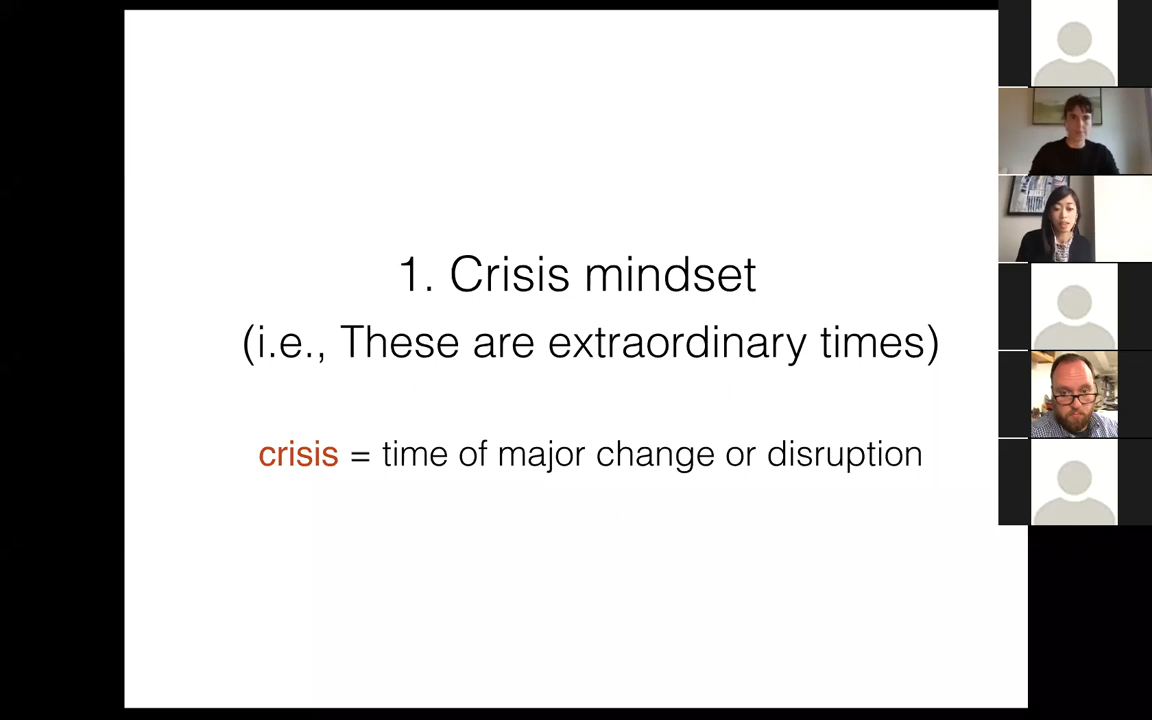 1. Crisis mindset
(i.e., These are extraordinary times)
crisis = time of major change or disruption